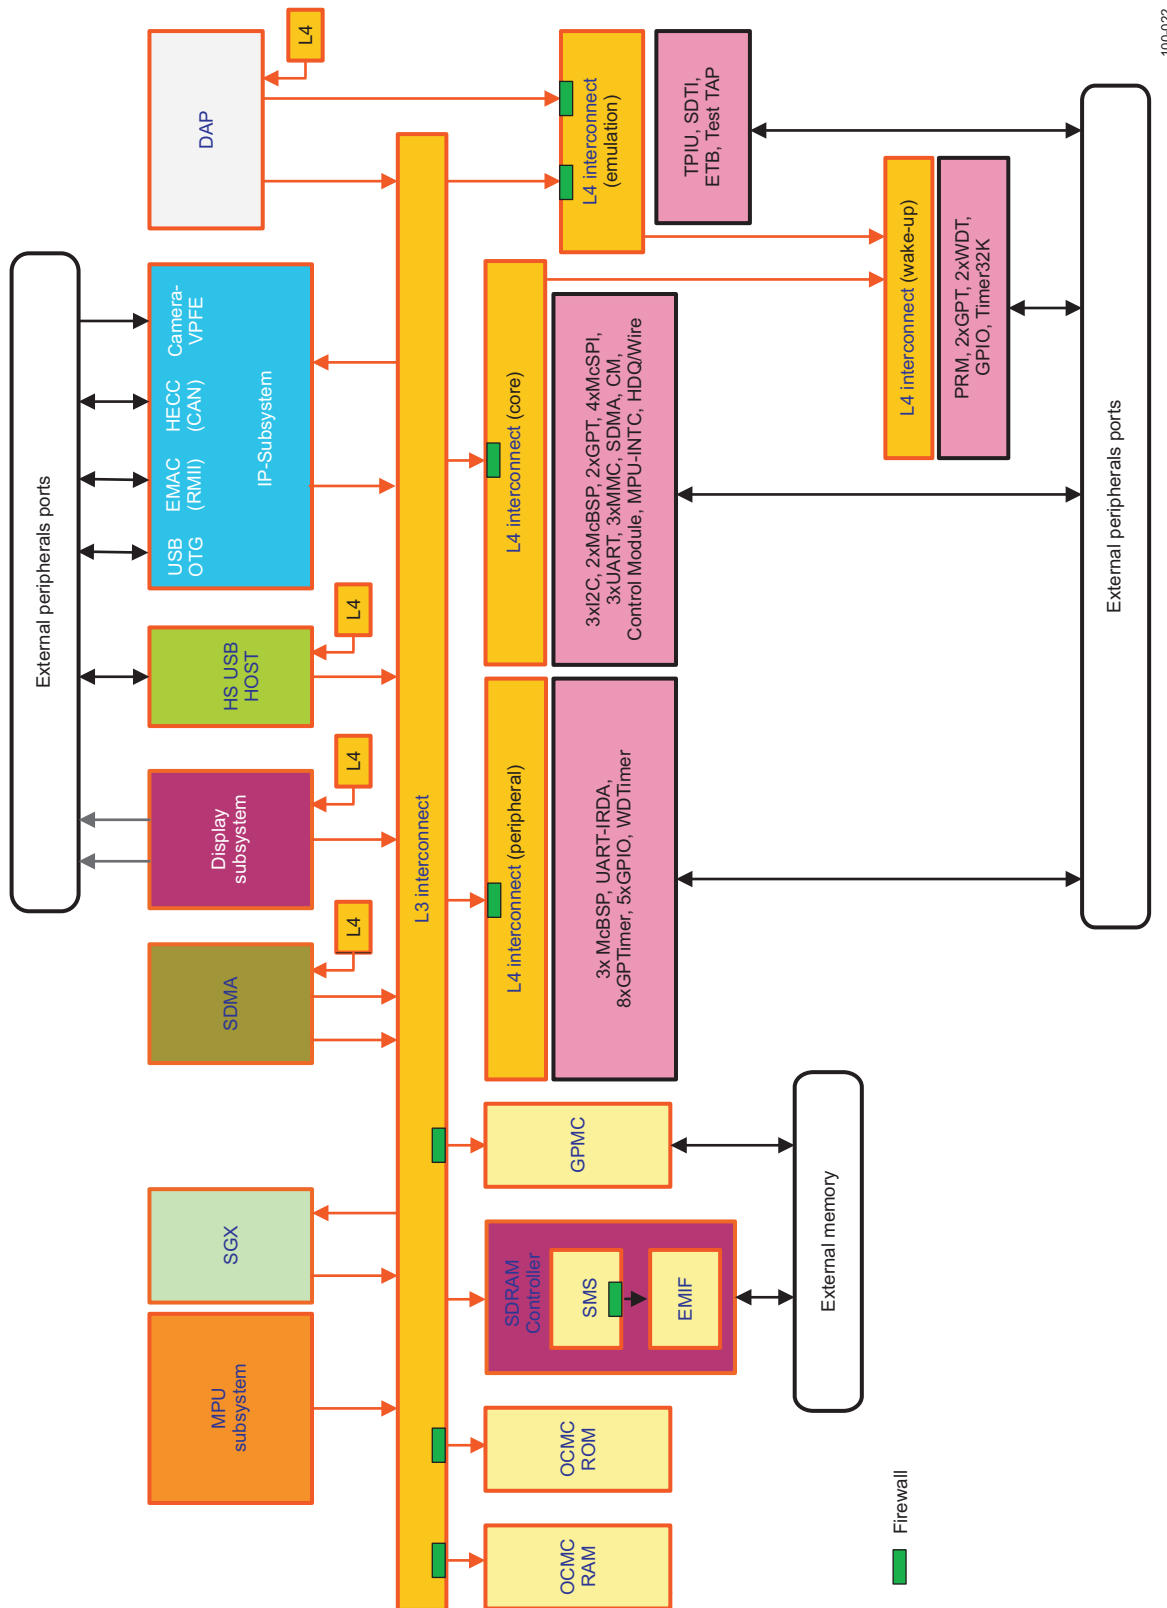 External peripherals ports
MPU
subsystem
SGX
SDMA
L4
Display
subsystem
L4
HS USB
HOST
L4
USB
OTG
EMAC
(RMII)
HECC
(CAN)
Camera-
VPFE
IP-Subsystem
DAP
L4
L3 interconnect
OCMC
RAM
OCMC
ROM
SDRAM
Controller
SMS
EMIF
GPMC
L4 interconnect (peripheral)
3x McBSP, UART-IRDA,
8xGPTimer, 5xGPIO, WDTimer
L4 interconnect (core)
3xI2C, 2xMcBSP, 2xGPT, 4xMcSPI,
3xUART, 3xMMC, SDMA, CM,
Control Module, MPU-INTC, HDQ/Wire
L4 interconnect
(emulation)
TPIU, SDTI,
ETB, Test TAP
L4 interconnect (wake-up)
PRM, 2xGPT, 2xWDT,
GPIO, Timer32K
External memory
External peripherals ports
Firewall